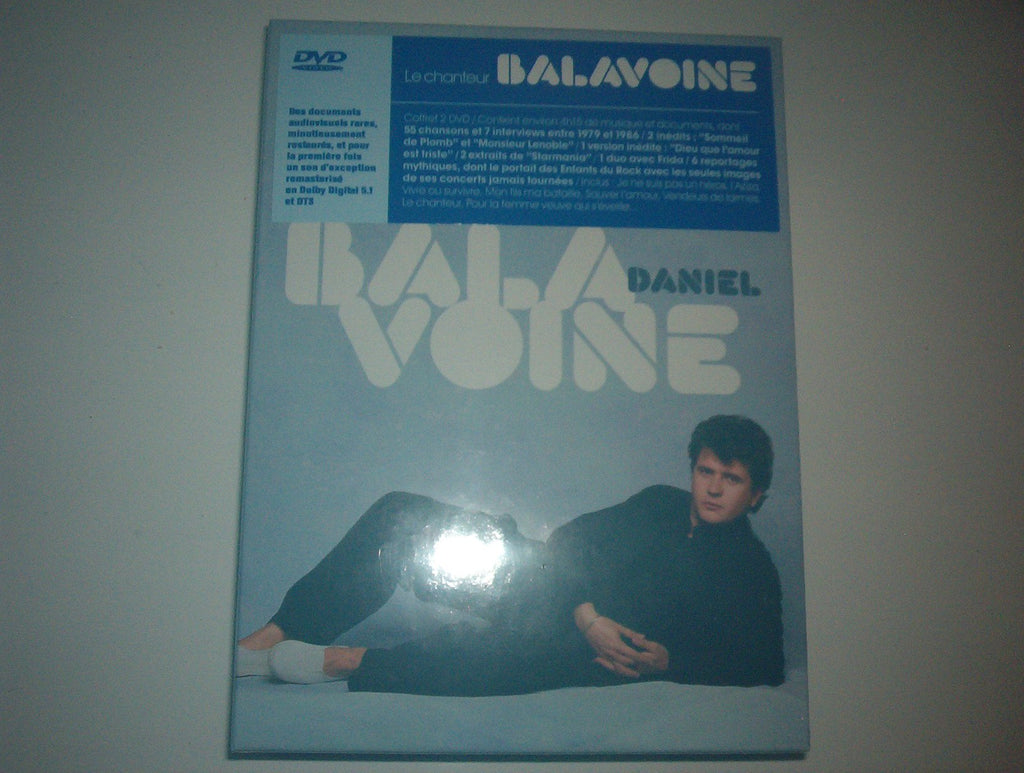 DVD
VIDEO
Le chanteur BALAVOINE
Des documents
audiovisuels rares,
minutieusement
restaurés, et pour
la première fois
un son d'exception
remasterisé
en Dolby Digital 5.1
et DTS
Coffret 2 DVD / Contient environ 4h15 de musique et documents, dont
55 chansons et 7 interviews entre 1979 et 1986 / 2 inédits : "Sommeil
de Plomb" et "Monsieur Lenoble" / 1 version inédite : "Dieu que l'amour
est triste" / 2 extraits de "Starmania" / 1 duo avec Frida / 6 reportages
mythiques, dont le portait des Enfants du Rock avec les seules images
de ses concerts jamais tournées / Inclus : Je ne suis pas un héros, L'Aziza,
Vivre ou survivre, Mon fils ma bataille, Sauver l'amour, Vendeurs de larmes,
Le chanteur, Pour la femme veuve qui s'éveille...
BALA
DANIEL
VOINE